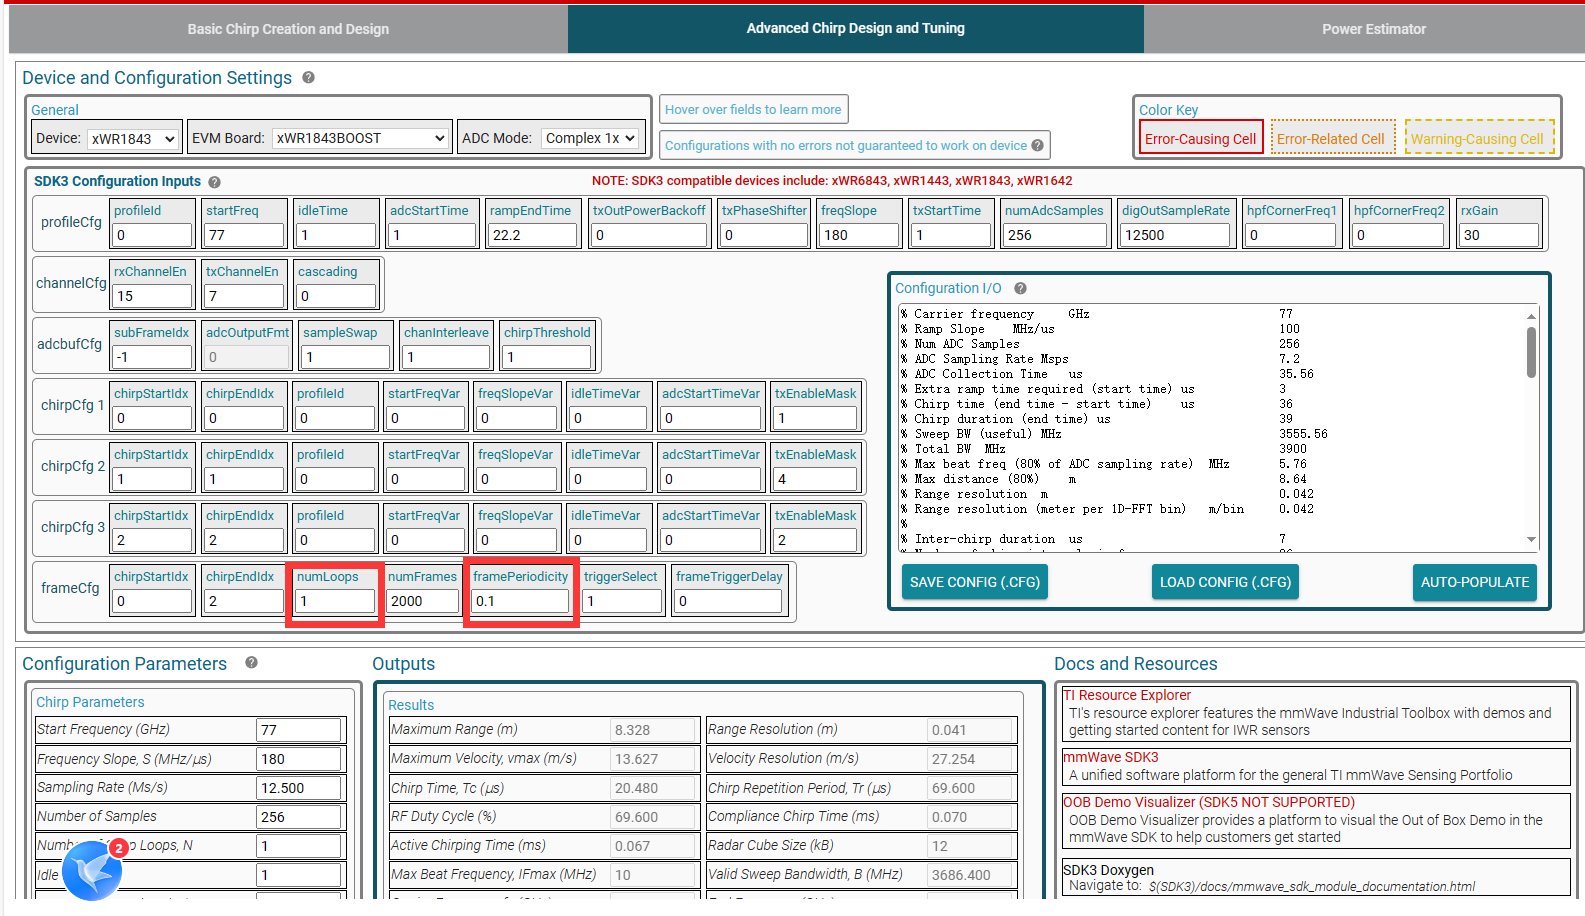 Basic Chirp Creation and Design
Advanced Chirp Design and Tuning
Power Estimator
Device and Configuration Settings ?
General
Device: xWR1843
EVM Board: xWR1843BOOST
ADC Mode: Complex 1x
Hover over fields to learn more
Configurations with no errors not guaranteed to work on device ?
Color Key
Error-Causing Cell
Error-Related Cell
Warning-Causing Cell
SDK3 Configuration Inputs ?
NOTE: SDK3 compatible devices include: xWR6843, xWR1443, xWR1843, xWR1642
profileCfg
profileId startFreq idleTime adcStartTime rampEndTime txOutPowerBackoff txPhaseShifter freqSlope txStartTime numAdcSamples digOutSampleRate hpfCornerFreq1 hpfCornerFreq2 rxGain
0 77 1 1 22.2 0 0 180 1 256 12500 0 0 30
channelCfg
rxChannelEn txChannelEn cascading
15 7 0
adcbufCfg
subFrameIdx adcOutputFmt sampleSwap chanInterleave chirpThreshold
-1 0 1 1 1
chirpCfg 1
chirpStartIdx chirpEndIdx profileId startFreqVar freqSlopeVar idleTimeVar adcStartTimeVar txEnableMask
0 0 0 0 0 0 0 1
chirpCfg 2
chirpStartIdx chirpEndIdx profileId startFreqVar freqSlopeVar idleTimeVar adcStartTimeVar txEnableMask
1 1 0 0 0 0 0 4
chirpCfg 3
chirpStartIdx chirpEndIdx profileId startFreqVar freqSlopeVar idleTimeVar adcStartTimeVar txEnableMask
2 2 0 0 0 0 0 2
frameCfg
chirpStartIdx chirpEndIdx numLoops numFrames framePeriodicity triggerSelect frameTriggerDelay
0 2 1 2000 0.1 1 0
Configuration I/O ?
% Carrier frequency GHz 77
% Ramp Slope MHz/us 100
% Num ADC Samples 256
% ADC Sampling Rate Msps 7.2
% ADC Collection Time us 35.56
% Extra ramp time required (start time) us 3
% Chirp time (end time - start time) us 36
% Chirp duration (end time) us 39
% Sweep BW (useful) MHz 3555.56
% Total BW MHz 3900
% Max beat freq (80% of ADC sampling rate) MHz 5.76
% Max distance (80%) m 8.64
% Range resolution m 0.042
% Range resolution (meter per 1D-FFT bin) m/bin 0.042
%
% Inter-chirp duration us 7
SAVE CONFIG (.CFG)
LOAD CONFIG (.CFG)
AUTO-POPULATE
Configuration Parameters ?
Chirp Parameters
Start Frequency (GHz) 77
Frequency Slope, S (MHz/μs) 180
Sampling Rate (Ms/s) 12.500
Number of Samples 256
Loops, N 1
Idle 1
2
Outputs
Results
Maximum Range (m) 8.328 Range Resolution (m) 0.041
Maximum Velocity, vmax (m/s) 13.627 Velocity Resolution (m/s) 27.254
Chirp Time, Tc (μs) 20.480 Chirp Repetition Period, Tr (μs) 69.600
RF Duty Cycle (%) 69.600 Compliance Chirp Time (ms) 0.070
Active Chirping Time (ms) 0.067 Radar Cube Size (kB) 12
Max Beat Frequency, IFmax (MHz) 10 Valid Sweep Bandwidth, B (MHz) 3686.400
Docs and Resources
TI Resource Explorer
TI's resource explorer features the mmWave Industrial Toolbox with demos and
getting started content for IWR sensors
mmWave SDK3
A unified software platform for the general TI mmWave Sensing Portfolio
OOB Demo Visualizer (SDK5 NOT SUPPORTED)
OOB Demo Visualizer provides a platform to visual the Out of Box Demo in the
mmWave SDK to help customers get started
SDK3 Doxygen
Navigate to: $(SDK3)/docs/mmwave_sdk_module_documentation.html